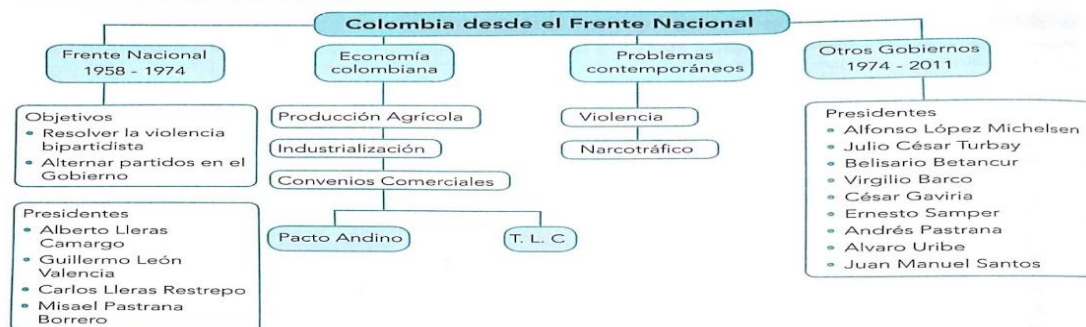 Colombia desde el Frente Nacional
Frente Nacional
1958 - 1974
Objetivos
• Resolver la violencia
bipartidista
• Alternar partidos en el
Gobierno
Presidentes
• Alberto Lleras
Camargo
• Guillermo León
Valencia
• Carlos Lleras Restrepo
• Misael Pastrana
Borrero
Economía
colombiana
Producción Agrícola
Industrialización
Convenios Comerciales
Pacto Andino
T. L. C
Problemas
contemporáneos
Violencia
Narcotráfico
Otros Gobiernos
1974 - 2011
Presidentes
• Alfonso López Michelsen
• Julio César Turbay
• Belisario Betancur
• Virgilio Barco
• César Gaviria
• Ernesto Samper
• Andrés Pastrana
• Alvaro Uribe
• Juan Manuel Santos